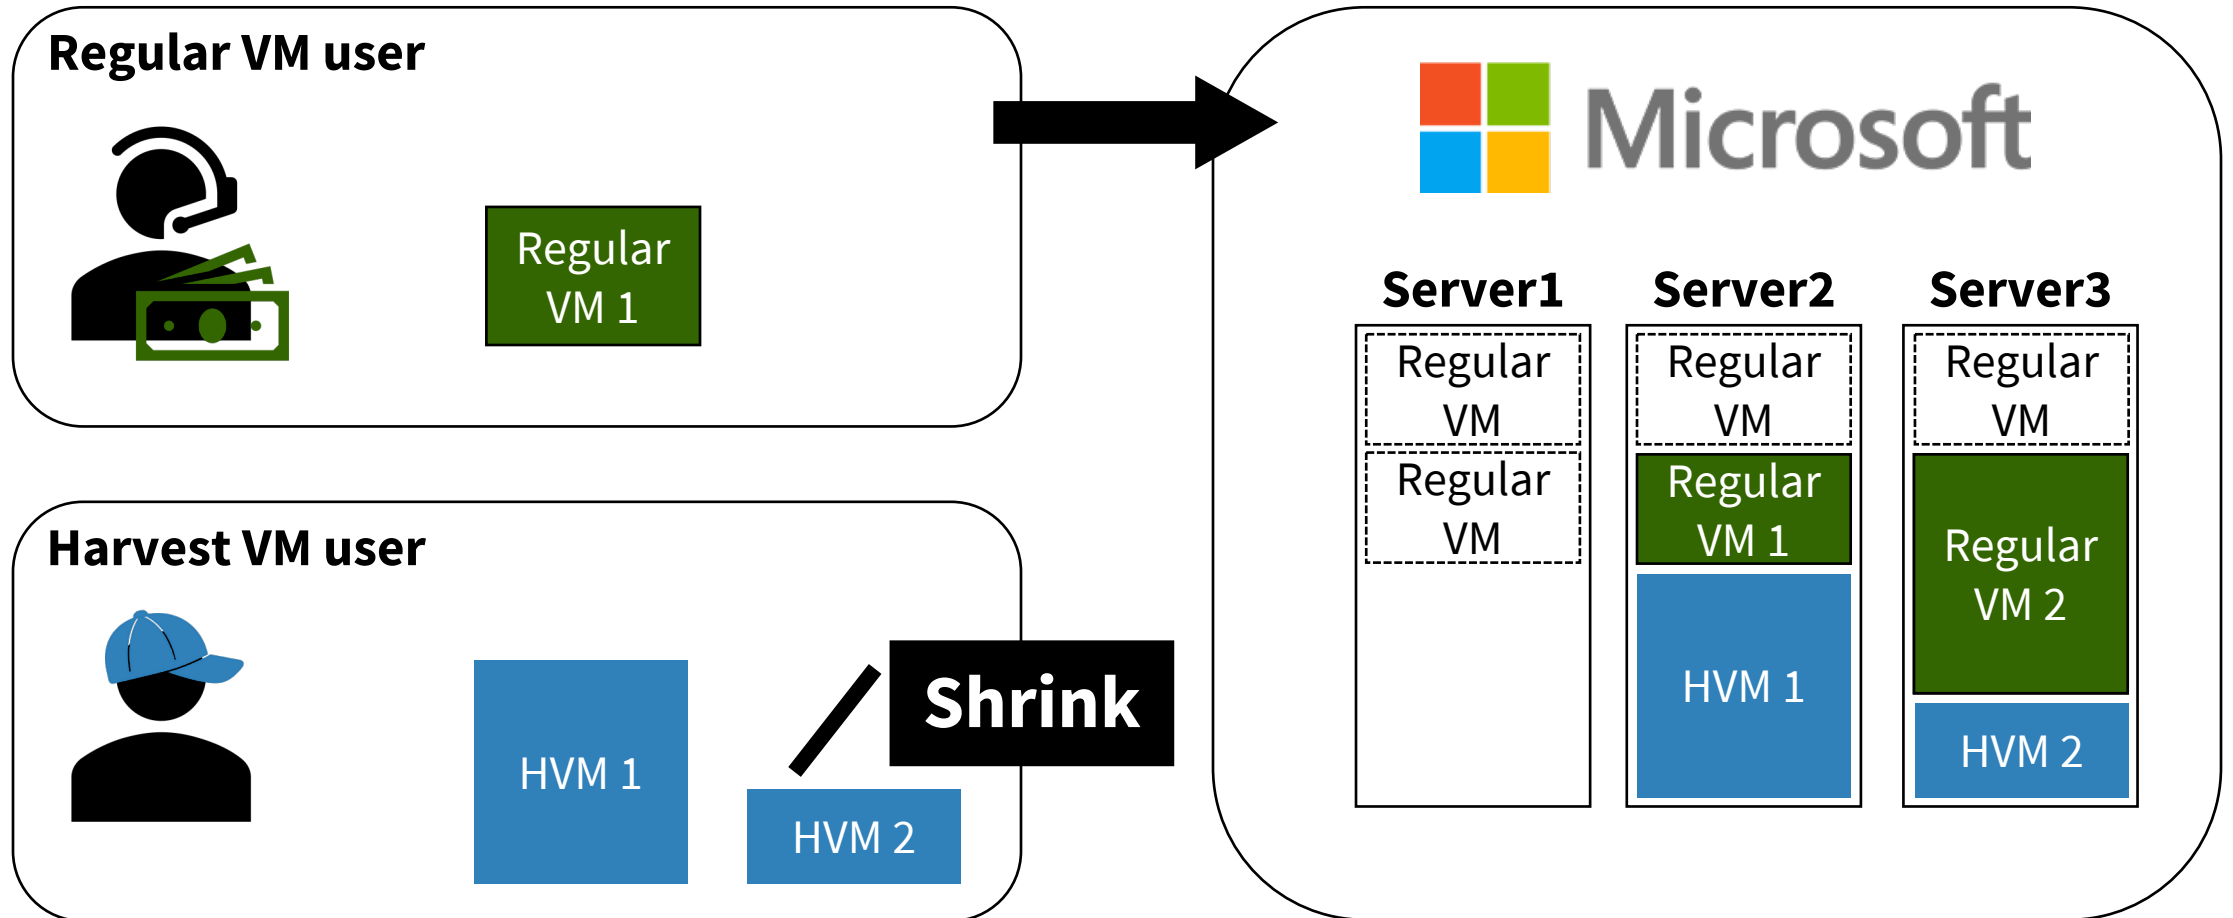 Regular VM user
Regular
VM 1
Harvest VM user
HVM 1
HVM 2
Shrink
Microsoft
Server1
Regular
VM
Regular
VM
Server2
Regular
VM
Regular
VM 1
HVM 1
Server3
Regular
VM
Regular
VM 2
HVM 2